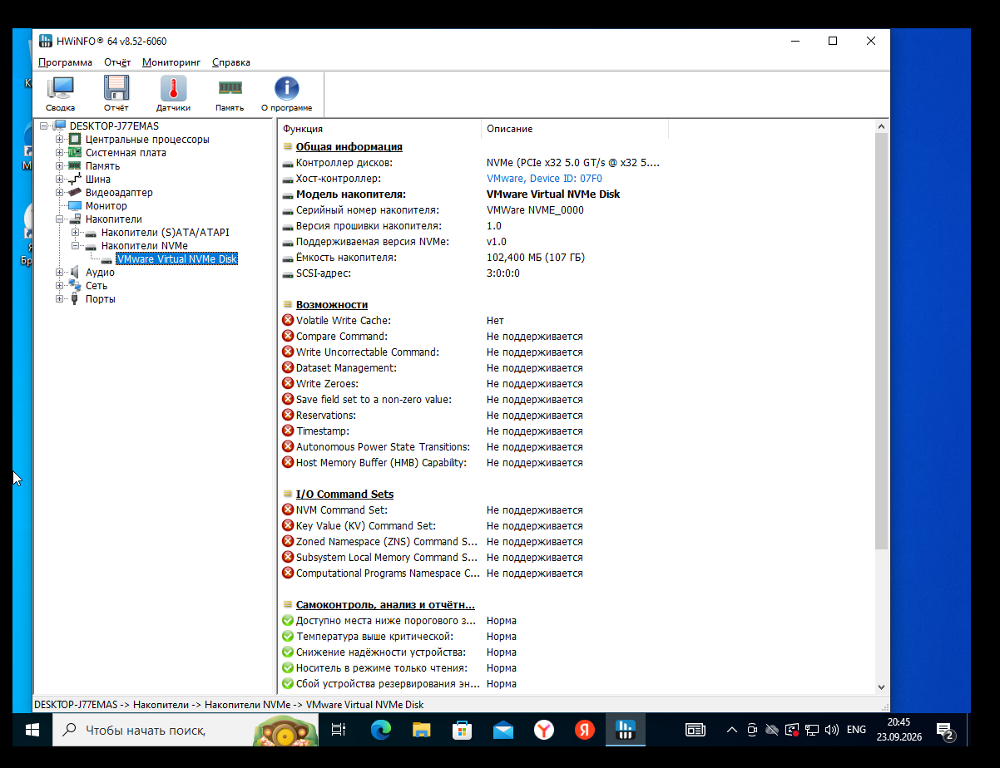 HWiNFO® 64 v8.52-6060
Программа Отчёт Мониторинг Справка
Сводка Отчёт Датчики Память О программе
DESKTOP-J77EMAS
Центральные процессоры
Системная плата
Память
Шина
Видеоадаптер
Монитор
Накопители
Накопители (S)ATA/ATAPI
Накопители NVMe
VMware Virtual NVMe Disk
Аудио
Сеть
Порты
Функция Описание
Общая информация
Контроллер дисков: NVMe (PCIe x32 5.0 GT/s @ x32 5....
Хост-контроллер: VMware, Device ID: 07F0
Модель накопителя: VMware Virtual NVMe Disk
Серийный номер накопителя: VMWare NVME_0000
Версия прошивки накопителя: 1.0
Поддерживаемая версия NVMe: v1.0
Ёмкость накопителя: 102,400 МБ (107 ГБ)
SCSI-адрес: 3:0:0:0
Возможности
Volatile Write Cache: Нет
Compare Command: Не поддерживается
Write Uncorrectable Command: Не поддерживается
Dataset Management: Не поддерживается
Write Zeroes: Не поддерживается
Save field set to a non-zero value: Не поддерживается
Reservations: Не поддерживается
Timestamp: Не поддерживается
Autonomous Power State Transitions: Не поддерживается
Host Memory Buffer (HMB) Capability: Не поддерживается
I/O Command Sets
NVM Command Set: Не поддерживается
Key Value (KV) Command Set: Не поддерживается
Zoned Namespace (ZNS) Command S... Не поддерживается
Subsystem Local Memory Command S... Не поддерживается
Computational Programs Namespace C... Не поддерживается
Самоконтроль, анализ и отчётн...
Доступно места ниже порогового з... Норма
Температура выше критической: Норма
Снижение надёжности устройства: Норма
Носитель в режиме только чтения: Норма
Сбой устройства резервирования эн... Норма
DESKTOP-J77EMAS -> Накопители -> Накопители NVMe -> VMware Virtual NVMe Disk
Чтобы начать поиск,
ENG
20:45
23.09.2026
2